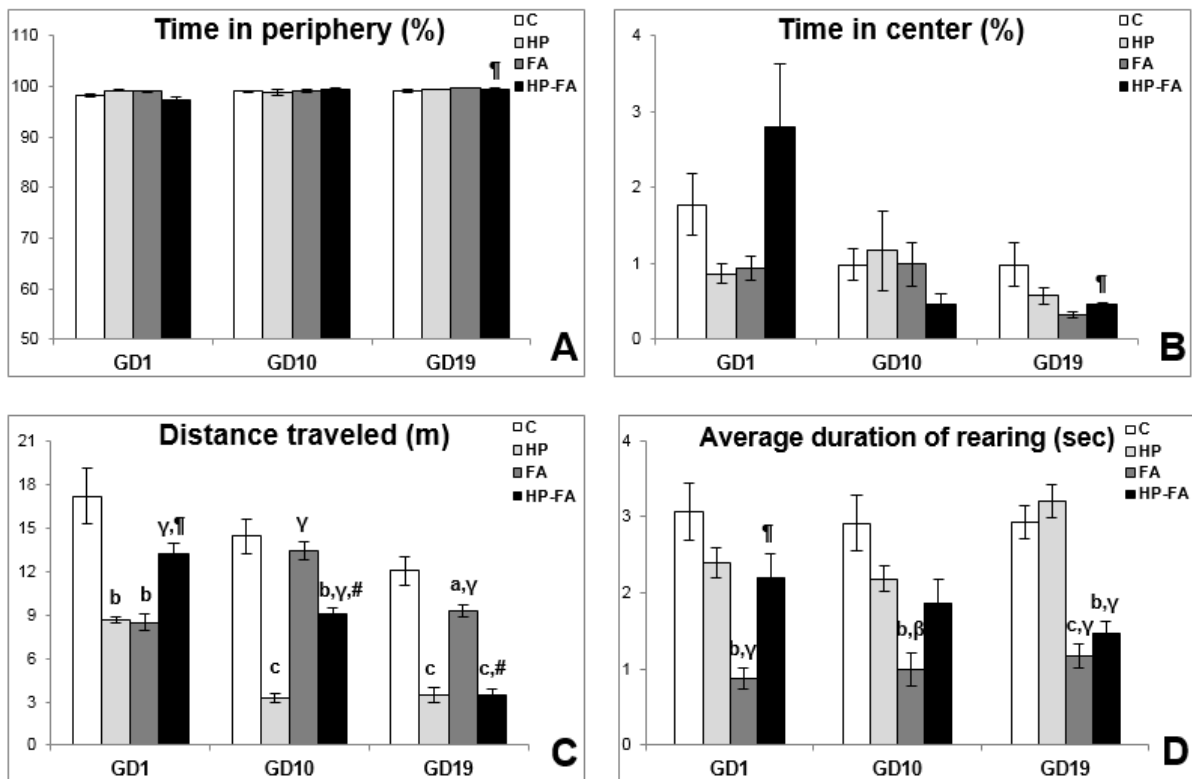 Time in periphery (%)
C
HP
FA
HP-FA
110
100
90
80
70
60
50
¶
GD1 GD10 GD19
A
Time in center (%)
C
HP
FA
HP-FA
4
3
2
1
0
¶
GD1 GD10 GD19
B
Distance traveled (m)
C
HP
FA
HP-FA
21
18
15
12
9
6
3
0
b b γ,¶
c γ b,γ,#
c a,γ c,#
GD1 GD10 GD19
C
Average duration of rearing (sec)
C
HP
FA
HP-FA
4
3
2
1
0
b,γ ¶
b,β
c,γ b,γ
GD1 GD10 GD19
D